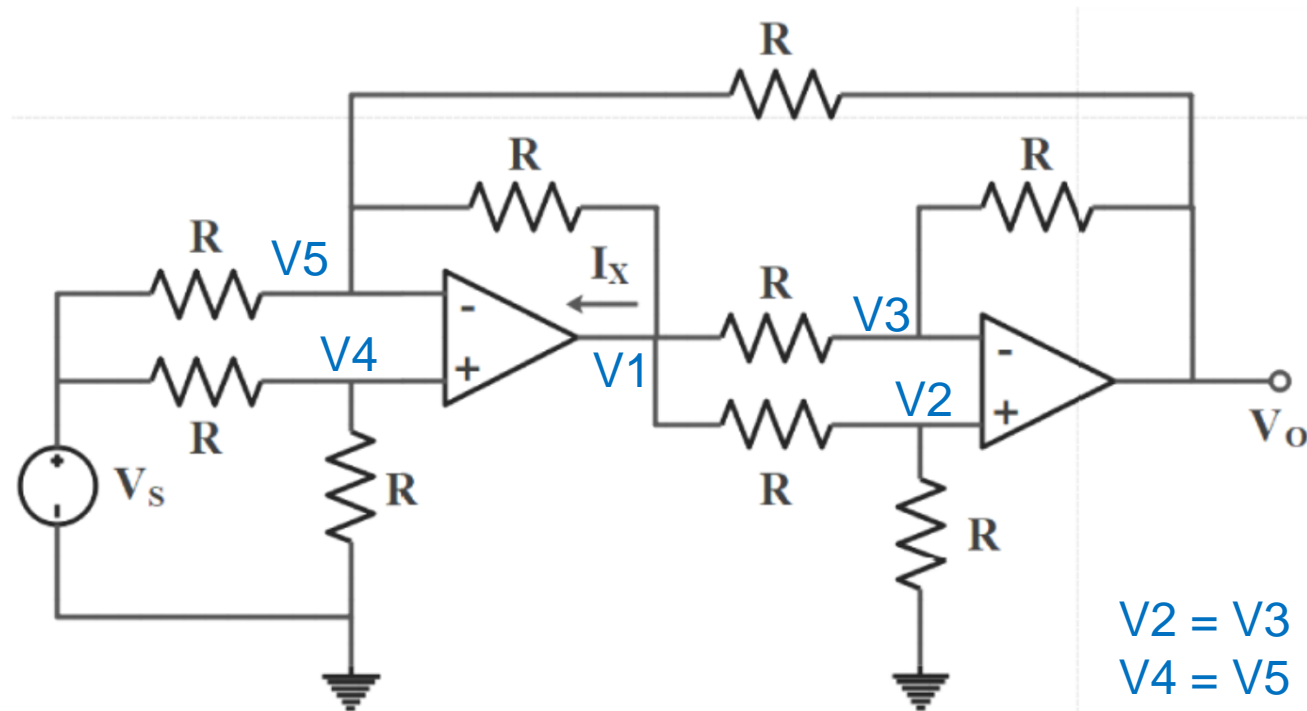 R
R
R
R
V5
I_X
R
V3
-
-
V4
V1
+
V2
+
R
V_O
+
V_S
-
R
R
R
V2 = V3
V4 = V5